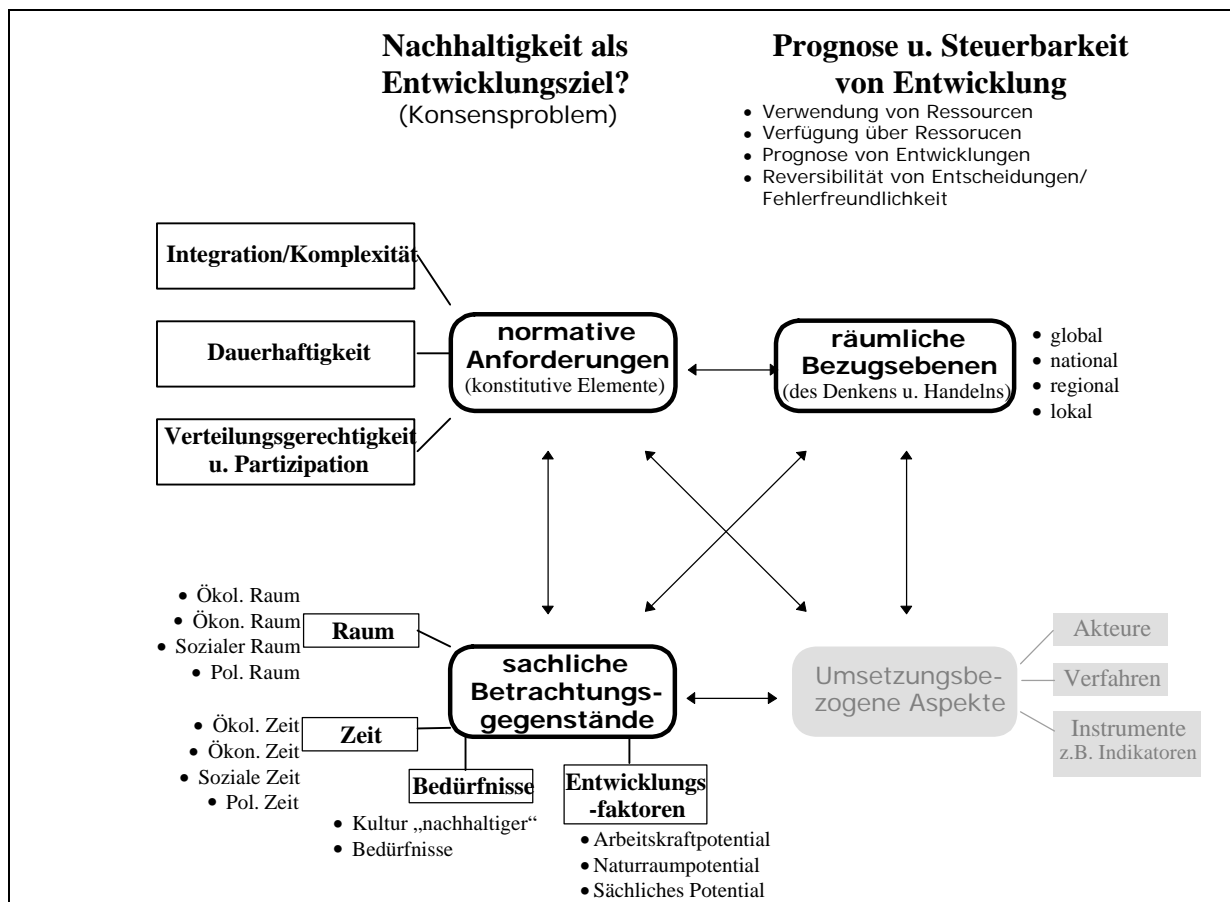 Nachhaltigkeit als
Entwicklungsziel?
(Konsensproblem)
Prognose u. Steuerbarkeit
von Entwicklung
• Verwendung von Ressourcen
• Verfügung über Ressorucen
• Prognose von Entwicklungen
• Reversibilität von Entscheidungen/
Fehlerfreundlichkeit
Integration/Komplexität
Dauerhaftigkeit
Verteilungsgerechtigkeit
u. Partizipation
normative
Anforderungen
(konstitutive Elemente)
räumliche
Bezugsebenen
(des Denkens u. Handelns)
• global
• national
• regional
• lokal
• Ökol. Raum
• Ökon. Raum
• Sozialer Raum
• Pol. Raum
Raum
• Ökol. Zeit
• Ökon. Zeit
• Soziale Zeit
• Pol. Zeit
Zeit
sachliche
Betrachtungs-
gegenstände
Bedürfnisse
• Kultur „nachhaltiger“
• Bedürfnisse
Entwicklungs
-faktoren
• Arbeitskraftpotential
• Naturraumpotential
• Sächliches Potential
Umsetzungsbe-
zogene Aspekte
Akteure
Verfahren
Instrumente
z.B. Indikatoren